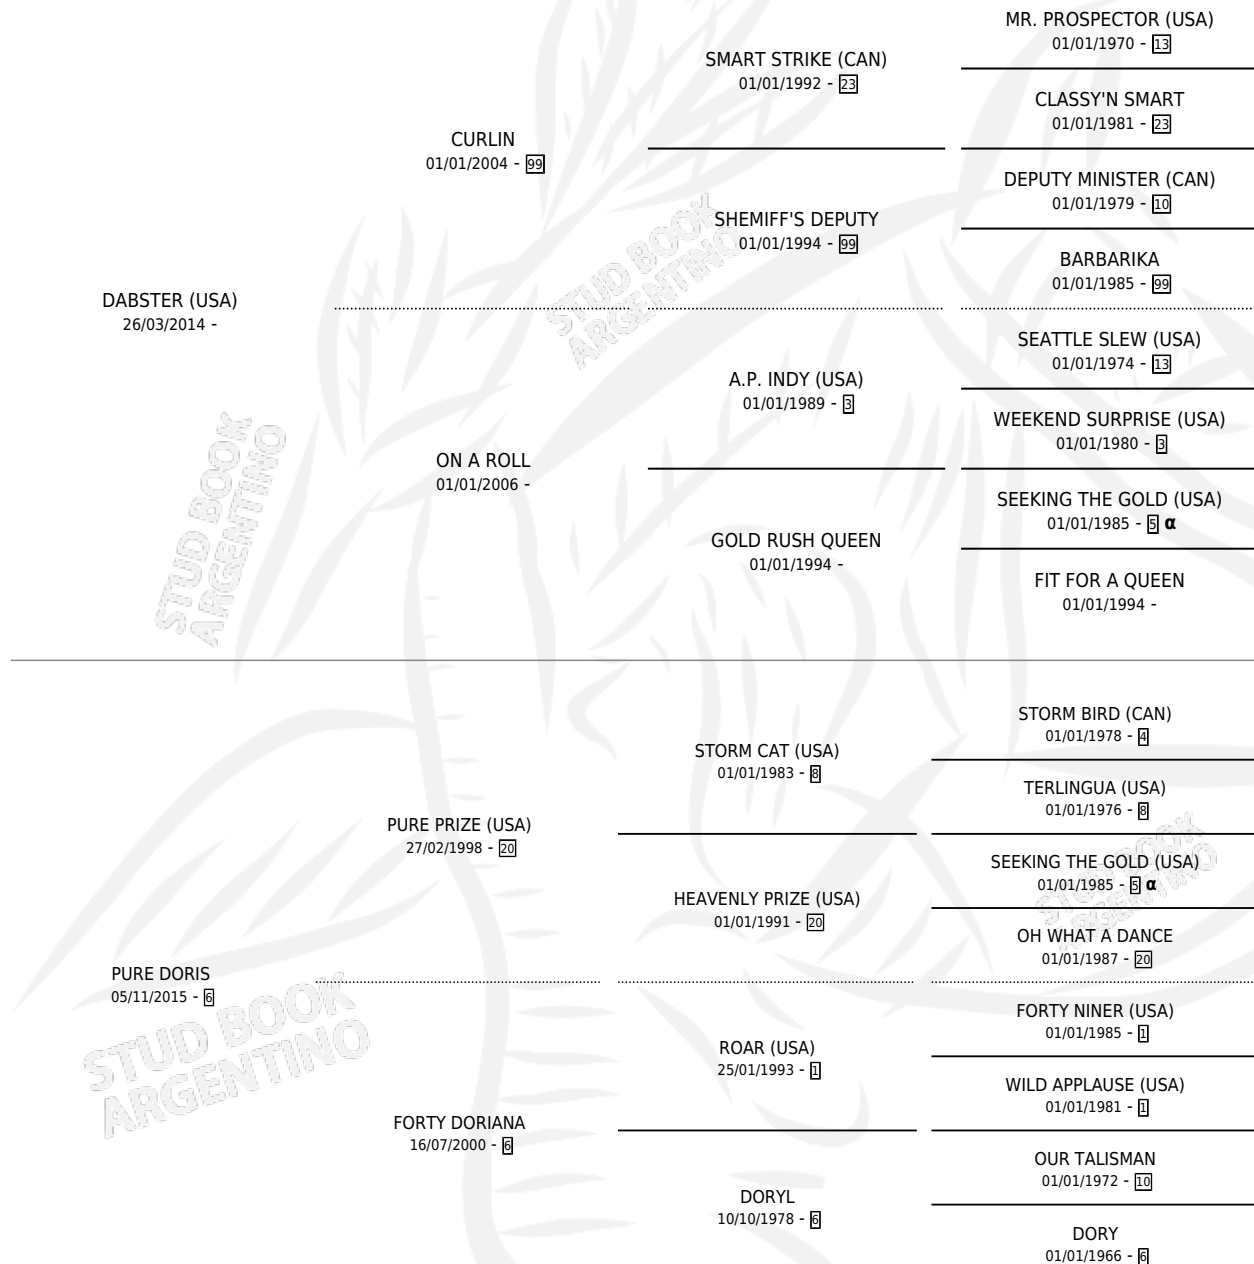 MR. PROSPECTOR (USA)
01/01/1970 - 13
SMART STRIKE (CAN)
01/01/1992 - 23
CLASSY'N SMART
01/01/1981 - 23
CURLIN
01/01/2004 - 99
DEPUTY MINISTER (CAN)
01/01/1979 - 10
SHEMIFF'S DEPUTY
01/01/1994 - 99
BARBARIKA
01/01/1985 - 99
DABSTER (USA)
26/03/2014 -
STUD BOOK
ARGENTINO
SEATTLE SLEW (USA)
01/01/1974 - 13
A.P. INDY (USA)
01/01/1989 - 3
WEEKEND SURPRISE (USA)
01/01/1980 - 3
ON A ROLL
01/01/2006 -
SEEKING THE GOLD (USA)
01/01/1985 - 5 α
GOLD RUSH QUEEN
01/01/1994 -
FIT FOR A QUEEN
01/01/1994 -
STUD BOOK
ARGENTINO
STORM BIRD (CAN)
01/01/1978 - 4
STORM CAT (USA)
01/01/1983 - 8
TERLINGUA (USA)
01/01/1976 - 8
PURE PRIZE (USA)
27/02/1998 - 20
SEEKING THE GOLD (USA)
01/01/1985 - 5 α
HEAVENLY PRIZE (USA)
01/01/1991 - 20
OH WHAT A DANCE
01/01/1987 - 20
STUD BOOK
ARGENTINO
PURE DORIS
05/11/2015 - 6
FORTY NINER (USA)
01/01/1985 - 1
ROAR (USA)
25/01/1993 - 1
WILD APPLAUSE (USA)
01/01/1981 - 1
STUD BOOK
ARGENTINO
FORTY DORIANA
16/07/2000 - 6
OUR TALISMAN
01/01/1972 - 10
DORYL
10/10/1978 - 6
DORY
01/01/1966 - 6